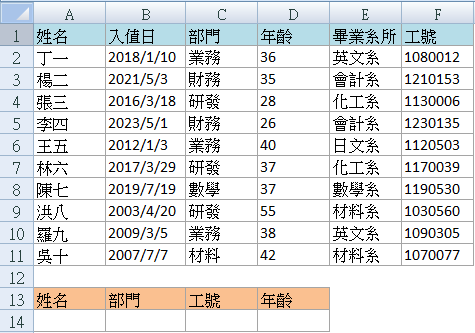 A B C D E F
1 姓名 入值日 部門 年齡 畢業系所 工號
2 丁一 2018/1/10 業務 36 英文系 1080012
3 楊二 2021/5/3 財務 35 會計系 1210153
4 張三 2016/3/18 研發 28 化工系 1130006
5 李四 2023/5/1 財務 26 會計系 1230135
6 王五 2012/1/3 業務 40 日文系 1120503
7 林六 2017/3/29 研發 37 化工系 1170039
8 陳七 2019/7/19 數學 37 數學系 1190530
9 洪八 2003/4/20 研發 55 材料系 1030560
10 羅九 2009/3/5 業務 38 英文系 1090305
11 吳十 2007/7/7 材料 42 材料系 1070077
12
13 姓名 部門 工號 年齡
14